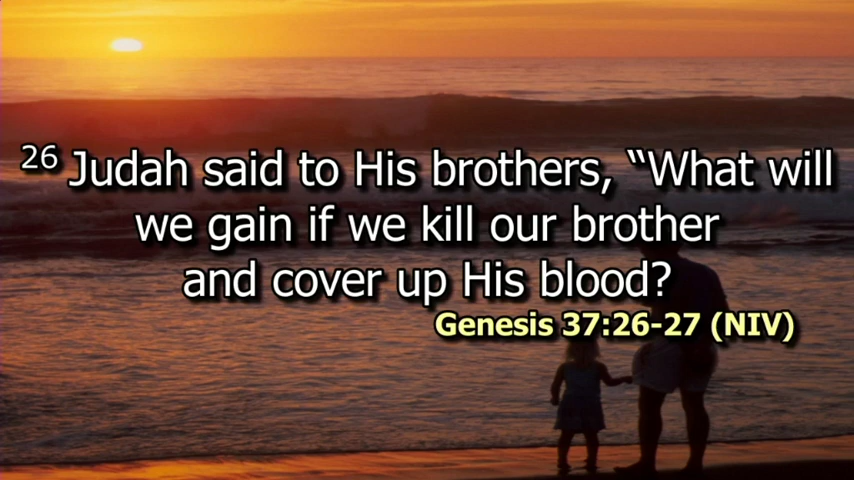 26 Judah said to His brothers, “What will
we gain if we kill our brother
and cover up His blood?
Genesis 37:26-27 (NIV)